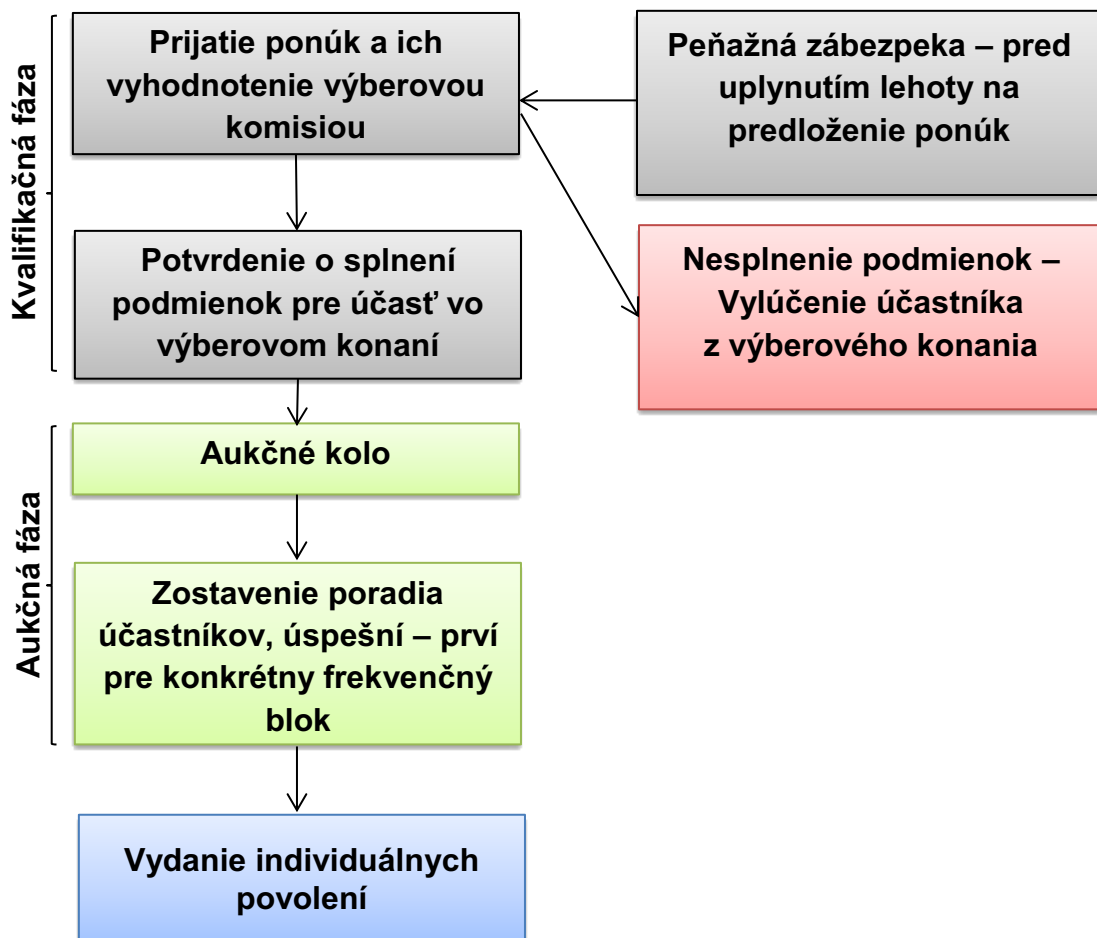 Kvalifikačná fáza
Prijatie ponúk a ich
vyhodnotenie výberovou
komisiou
Peňažná zábezpeka – pred
uplynutím lehoty na
predloženie ponúk
Potvrdenie o splnení
podmienok pre účasť vo
výberovom konaní
Nesplnenie podmienok –
Vylúčenie účastníka
z výberového konania
Aukčná fáza
Aukčné kolo
Zostavenie poradia
účastníkov, úspešní – prví
pre konkrétny frekvenčný
blok
Vydanie individuálnych
povolení